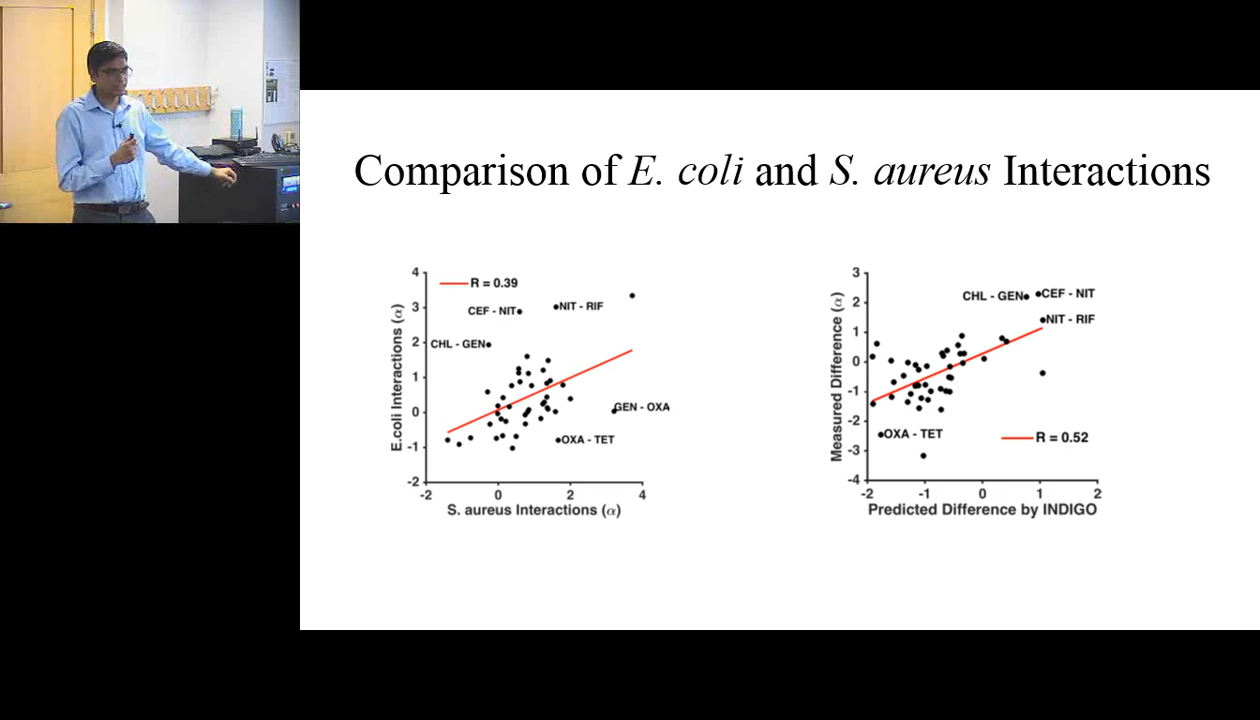 Comparison of E. coli and S. aureus Interactions
4
3
2
1
0
-1
-2
E.coli Interactions (α)
R = 0.39
CEF - NIT
NIT - RIF
CHL - GEN
GEN - OXA
OXA - TET
-2 0 2 4
S. aureus Interactions (α)
3
2
1
0
-1
-2
-3
-4
Measured Difference (α)
CHL - GEN
CEF - NIT
NIT - RIF
OXA - TET
R = 0.52
-2 -1 0 1 2
Predicted Difference by INDIGO